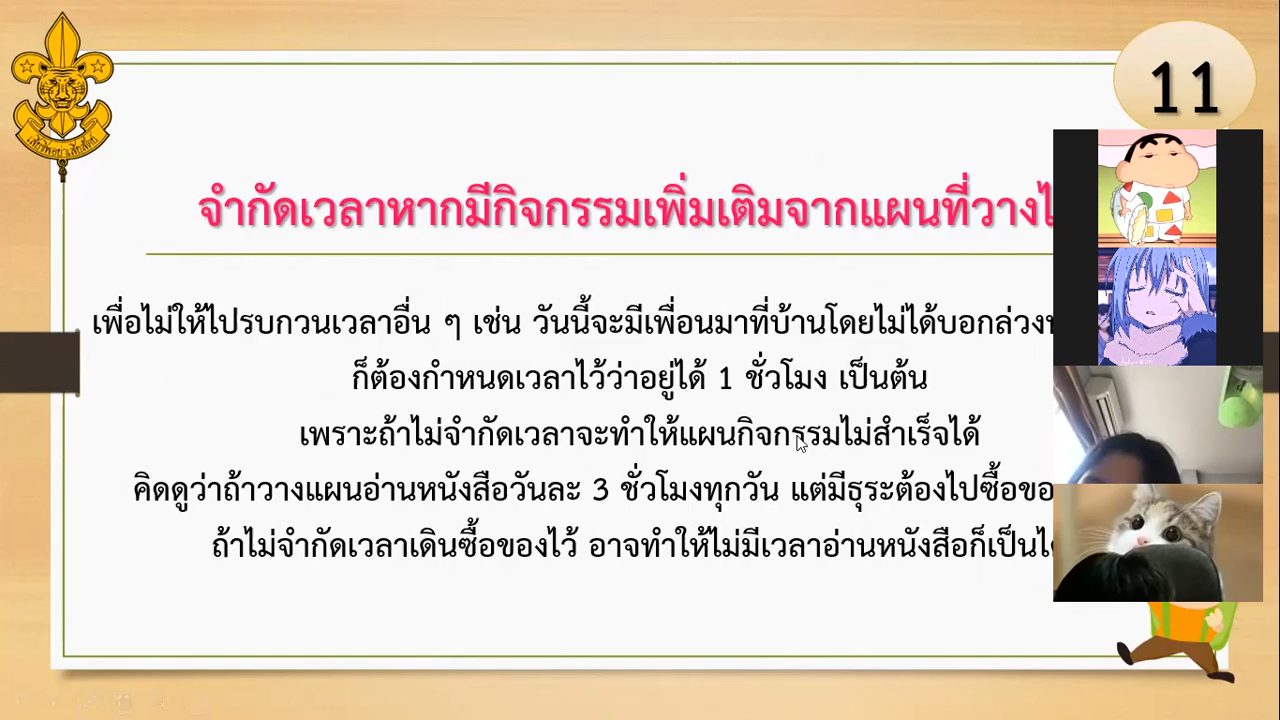 11
จำกัดเวลาหากมีกิจกรรมเพิ่มเติมจากแผนที่วาง
เพื่อไม่ให้ไปรบกวนเวลาอื่น ๆ เช่น วันนี้จะมีเพื่อนมาที่บ้านโดยไม่ได้บอก
ก็ต้องกำหนดเวลาไว้ว่าอยู่ได้ 1 ชั่วโมง เป็นต้น
เพราะถ้าไม่จำกัดเวลาจะทำให้แผนกิจกรรมไม่สำเร็จได้
คิดดูว่าถ้าวางแผนอ่านหนังสือวันละ 3 ชั่วโมงทุกวัน แต่มีธุระต้องไปซื้อ
ถ้าไม่จำกัดเวลาเดินซื้อของไว้ อาจทำให้ไม่มีเวลาอ่านหนังสือก็เป็น